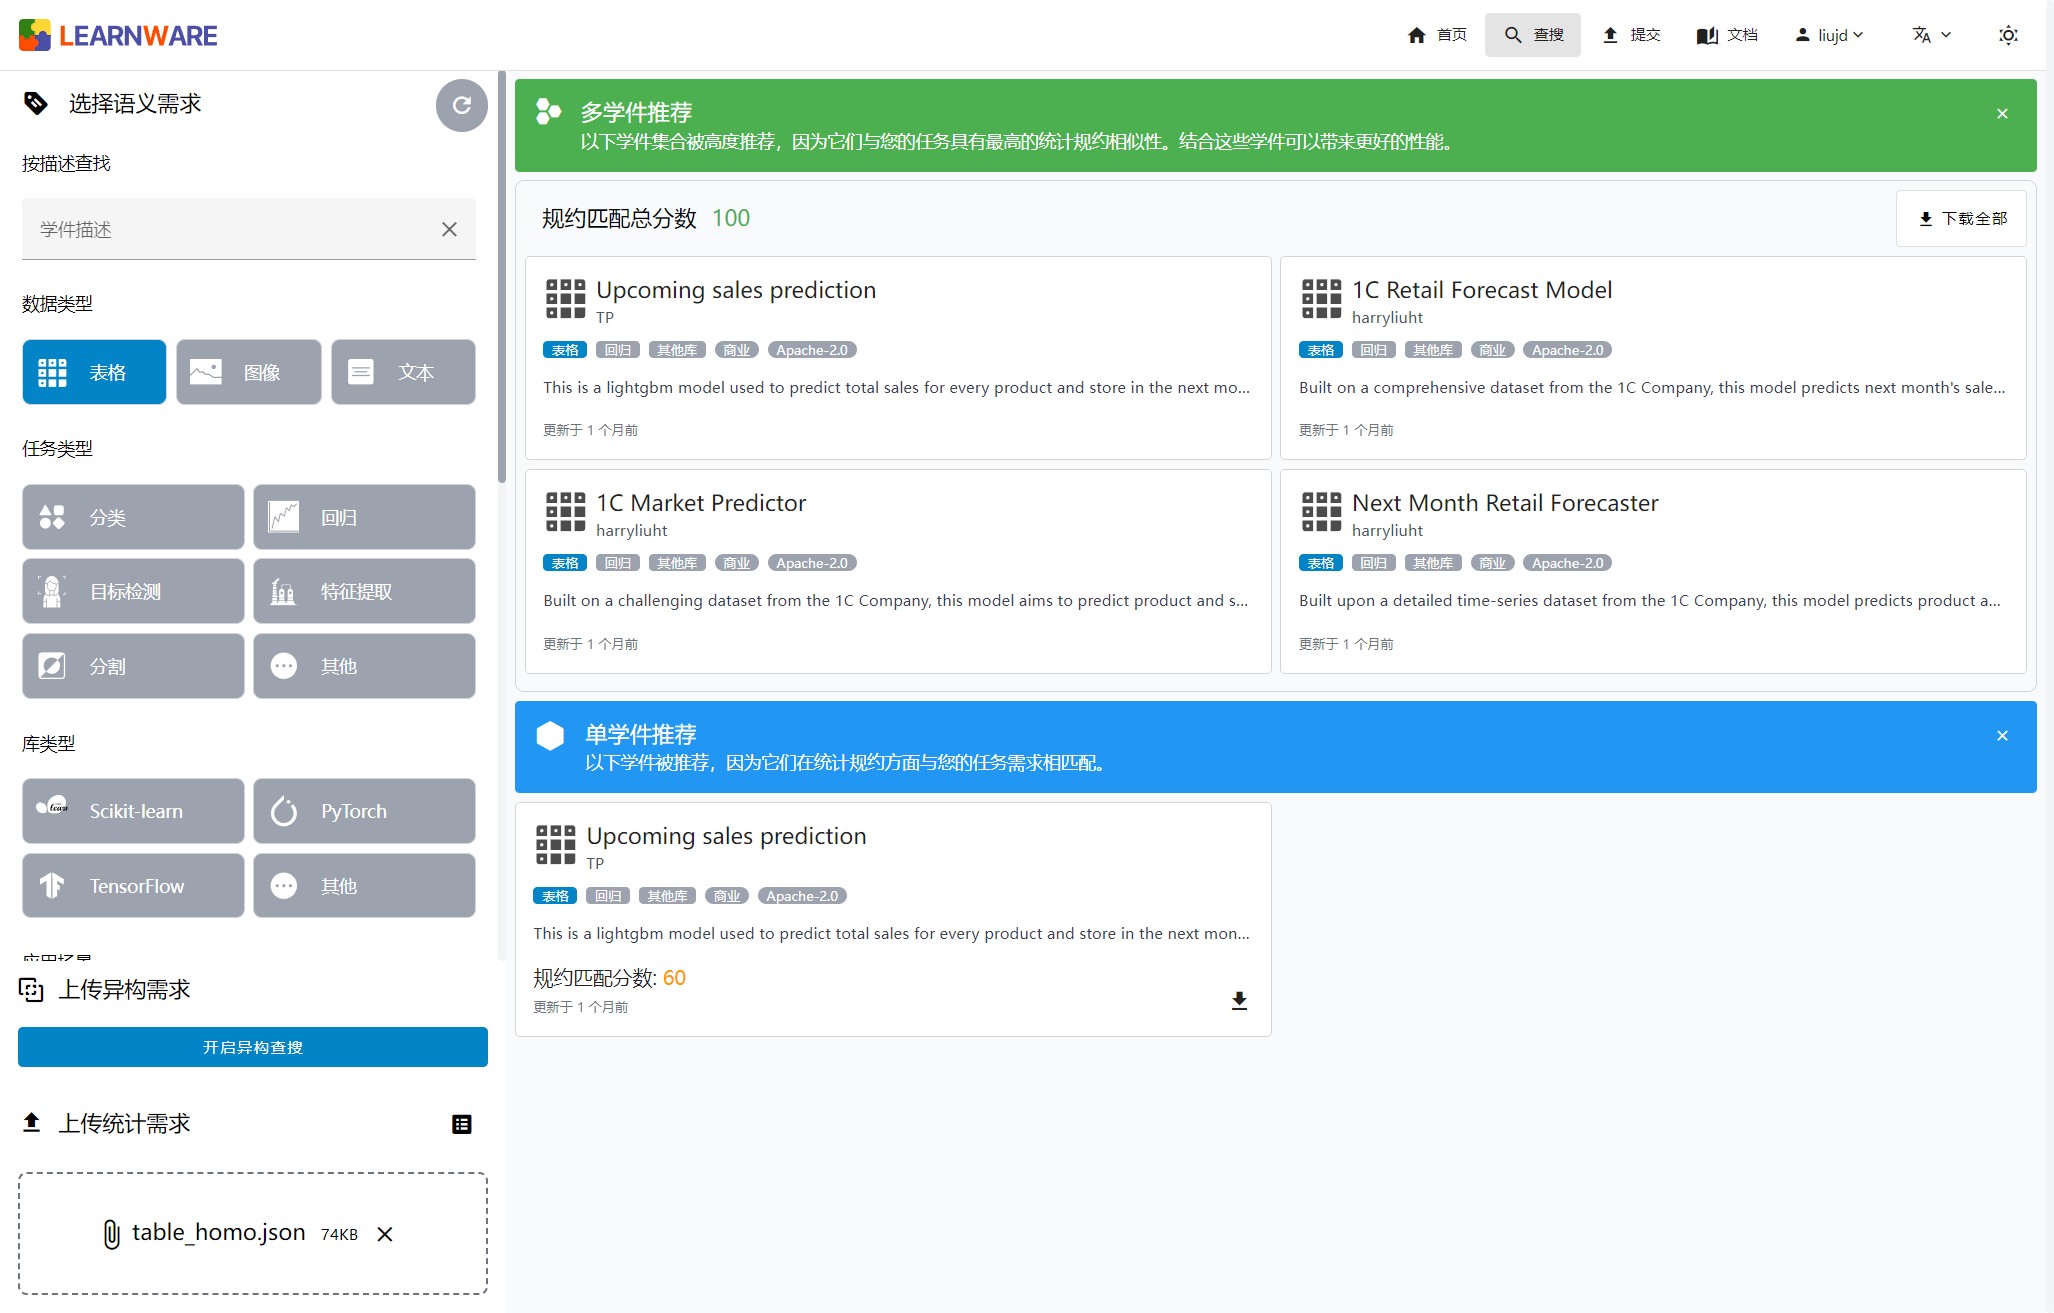 LEARNWARE
首页
查搜
提交
文档
liujd
选择语义需求
按描述查找
学件描述
数据类型
表格
图像
文本
任务类型
分类
回归
目标检测
特征提取
分割
其他
库类型
Scikit-learn
PyTorch
TensorFlow
其他
应用场景
上传异构需求
开启异构查搜
上传统计需求
table_homo.json 74KB
多学件推荐
以下学件集合被高度推荐，因为它们与您的任务具有最高的统计规约相似性。结合这些学件可以带来更好的性能。
规约匹配总分数 100
下载全部
Upcoming sales prediction
TP
表格 回归 其他库 商业 Apache-2.0
This is a lightgbm model used to predict total sales for every product and store in the next mo...
更新于 1 个月前
1C Retail Forecast Model
harryliuht
表格 回归 其他库 商业 Apache-2.0
Built on a comprehensive dataset from the 1C Company, this model predicts next month's sale...
更新于 1 个月前
1C Market Predictor
harryliuht
表格 回归 其他库 商业 Apache-2.0
Built on a challenging dataset from the 1C Company, this model aims to predict product and s...
更新于 1 个月前
Next Month Retail Forecaster
harryliuht
表格 回归 其他库 商业 Apache-2.0
Built upon a detailed time-series dataset from the 1C Company, this model predicts product a...
更新于 1 个月前
单学件推荐
以下学件被推荐，因为它们在统计规约方面与您的任务需求相匹配。
Upcoming sales prediction
TP
表格 回归 其他库 商业 Apache-2.0
This is a lightgbm model used to predict total sales for every product and store in the next mon...
规约匹配分数: 60
更新于 1 个月前